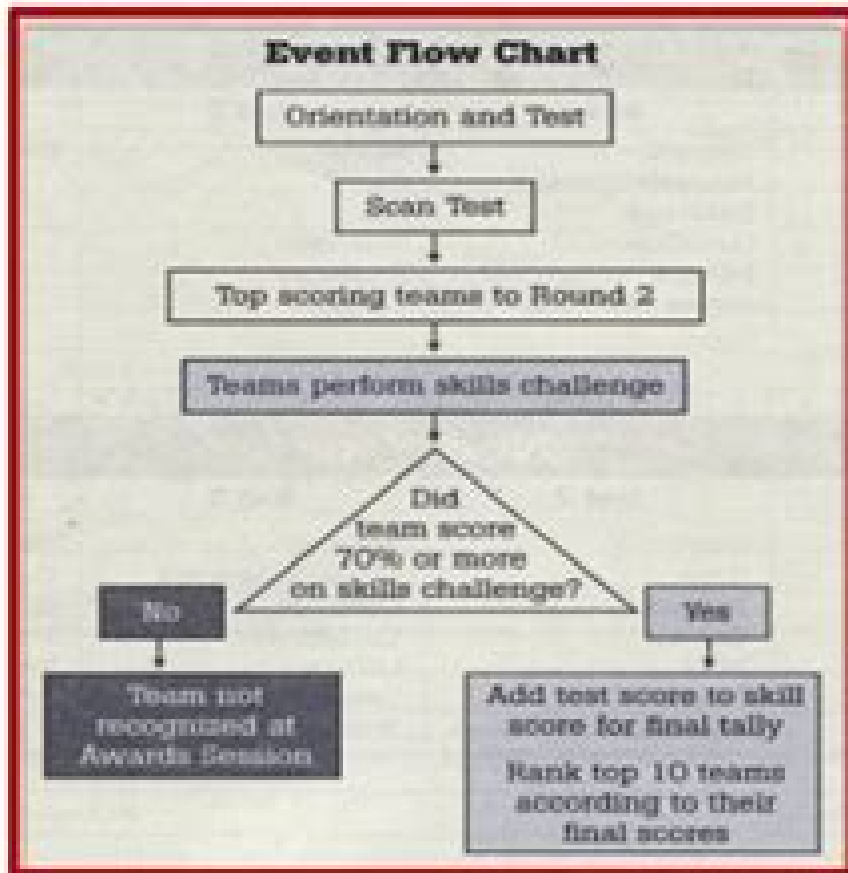 Event Flow Chart
Orientation and Test
Scan Test
Top scoring teams to Round 2
Teams perform skills challenge
Did
team score
70% or more
on skills challenge?
No
Yes
Team not
recognized at
Awards Session
Add test score to skill
score for final tally
Rank top 10 teams
according to their
final scores